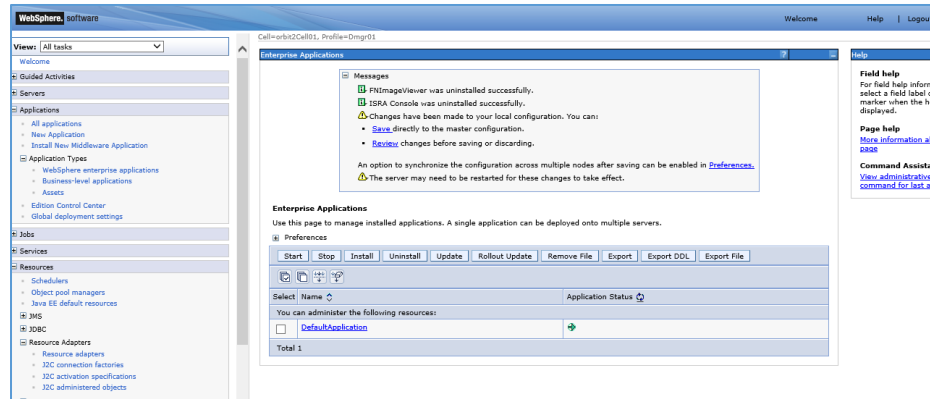 WebSphere. software
Welcome
Help | Logou
View: All tasks
Welcome
Guided Activities
Servers
Applications
All applications
New Application
Install New Middleware Application
Application Types
WebSphere enterprise applications
Business-level applications
Assets
Edition Control Center
Global deployment settings
Jobs
Services
Resources
Schedulers
Object pool managers
Java EE default resources
JMS
JDBC
Resource Adapters
Resource adapters
J2C connection factories
J2C activation specifications
J2C administered objects
Cell=orbit2Cell01, Profile=Dmgr01
Enterprise Applications
?
Messages
FNImageViewer was uninstalled successfully.
ISRA Console was uninstalled successfully.
Changes have been made to your local configuration. You can:
Save directly to the master configuration.
Review changes before saving or discarding.
An option to synchronize the configuration across multiple nodes after saving can be enabled in Preferences.
The server may need to be restarted for these changes to take effect.
Enterprise Applications
Use this page to manage installed applications. A single application can be deployed onto multiple servers.
Preferences
Start Stop Install Uninstall Update Rollout Update Remove File Export Export DDL Export File
Select Name Application Status
You can administer the following resources:
DefaultApplication
Total 1
Help
Field help
For field help inform
select a field label o
marker when the h
displayed.
Page help
More information a
page
Command Assista
View administrative
command for last a